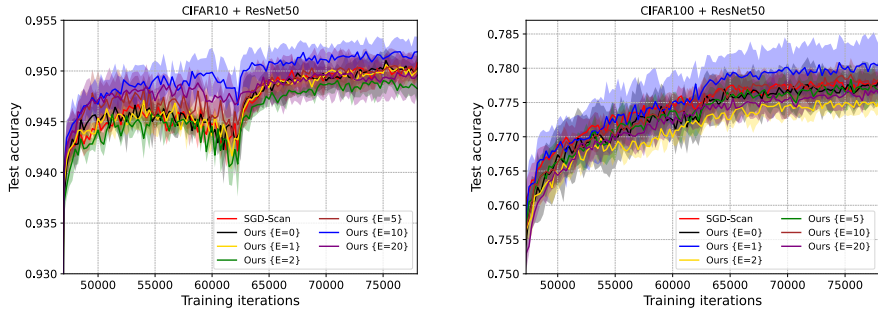 CIFAR10 + ResNet50
0.955
0.950
0.945
0.940
0.935
0.930
Test accuracy
SGD-Scan
Ours {E=0}
Ours {E=1}
Ours {E=2}
Ours {E=5}
Ours {E=10}
Ours {E=20}
50000 55000 60000 65000 70000 75000
Training iterations
CIFAR100 + ResNet50
0.785
0.780
0.775
0.770
0.765
0.760
0.755
0.750
Test accuracy
SGD-Scan
Ours {E=0}
Ours {E=1}
Ours {E=2}
Ours {E=5}
Ours {E=10}
Ours {E=20}
50000 55000 60000 65000 70000 75000
Training iterations